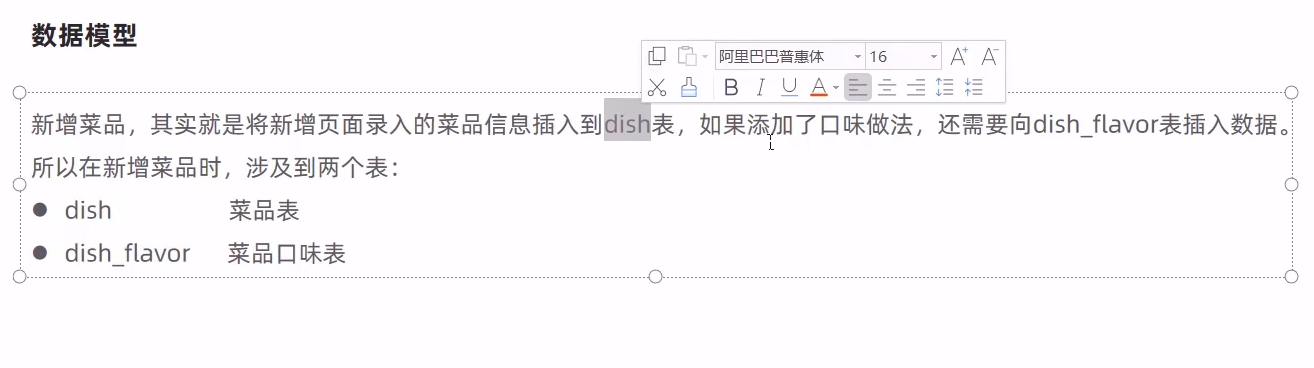 数据模型
阿里巴巴普惠体 16 A⁺ A⁻
B I U A
新增菜品，其实就是将新增页面录入的菜品信息插入到dish表，如果添加了口味做法，还需要向dish_flavor表插入数据。
所以在新增菜品时，涉及到两个表：
● dish 菜品表
● dish_flavor 菜品口味表